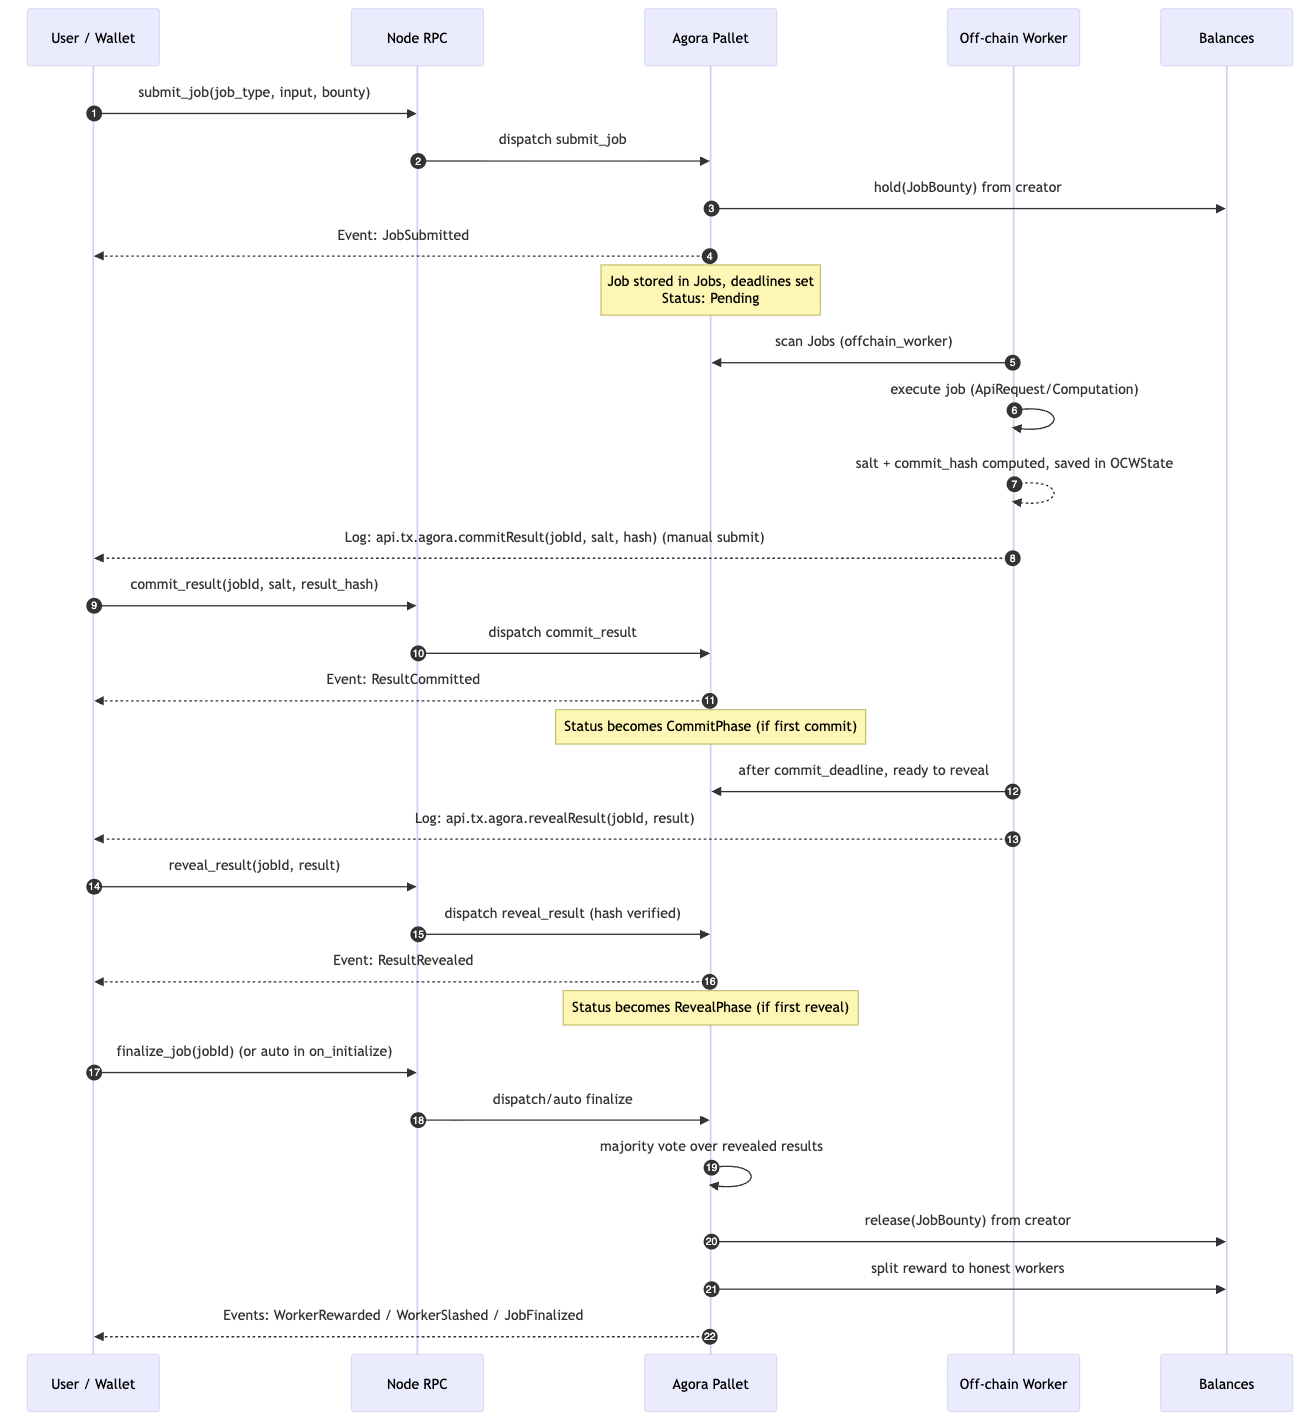 User / Wallet
Node RPC
Agora Pallet
Off-chain Worker
Balances
submit_job(job_type, input, bounty)
1
dispatch submit_job
2
hold(JobBounty) from creator
3
Event: JobSubmitted
4
Job stored in Jobs, deadlines set
Status: Pending
scan Jobs (offchain_worker)
5
execute job (ApiRequest/Computation)
6
salt + commit_hash computed, saved in OCWState
7
Log: api.tx.agora.commitResult(jobId, salt, hash) (manual submit)
8
commit_result(jobId, salt, result_hash)
9
dispatch commit_result
10
Event: ResultCommitted
11
Status becomes CommitPhase (if first commit)
after commit_deadline, ready to reveal
12
Log: api.tx.agora.revealResult(jobId, result)
13
reveal_result(jobId, result)
14
dispatch reveal_result (hash verified)
15
Event: ResultRevealed
16
Status becomes RevealPhase (if first reveal)
finalize_job(jobId) (or auto in on_initialize)
17
dispatch/auto finalize
18
majority vote over revealed results
19
release(JobBounty) from creator
20
split reward to honest workers
21
Events: WorkerRewarded / WorkerSlashed / JobFinalized
22
User / Wallet
Node RPC
Agora Pallet
Off-chain Worker
Balances